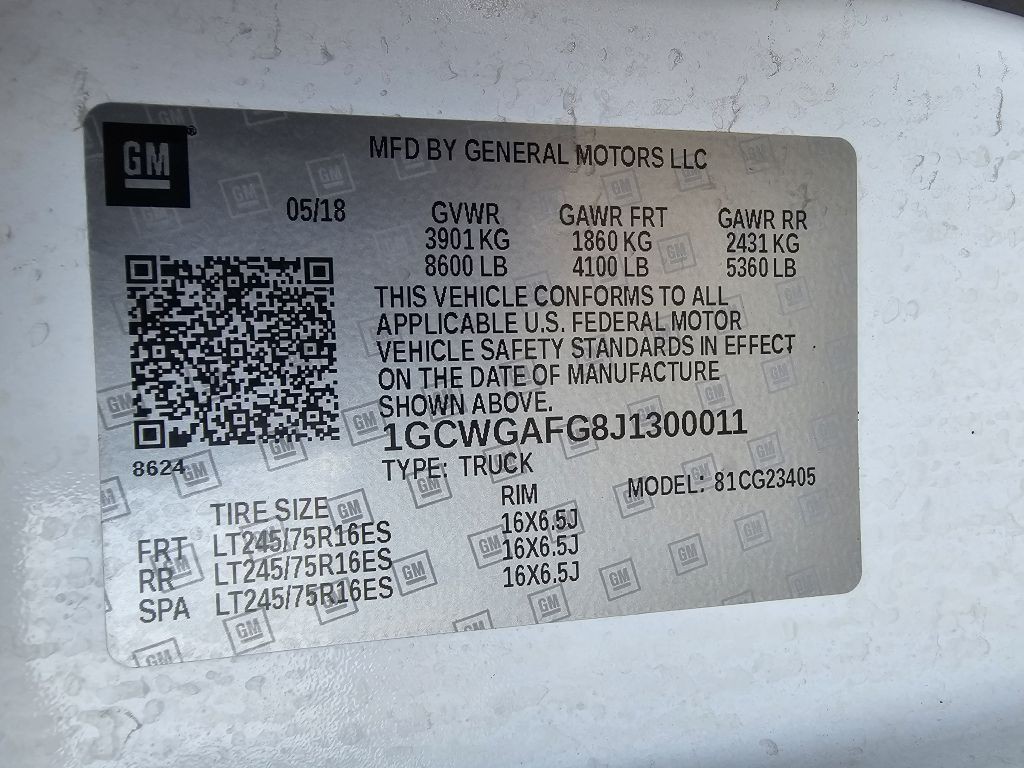 GM
MFD BY GENERAL MOTORS LLC
05/18 GVWR GAWR FRT GAWR RR
3901 KG 1860 KG 2431 KG
8600 LB 4100 LB 5360 LB
THIS VEHICLE CONFORMS TO ALL
APPLICABLE U.S. FEDERAL MOTOR
VEHICLE SAFETY STANDARDS IN EFFECT
ON THE DATE OF MANUFACTURE
SHOWN ABOVE.
1GCWGAFG8J1300011
8624 TYPE: TRUCK MODEL: 81CG23405
TIRE SIZE RIM
FRT LT245/75R16ES 16X6.5J
RR LT245/75R16ES 16X6.5J
SPA LT245/75R16ES 16X6.5J